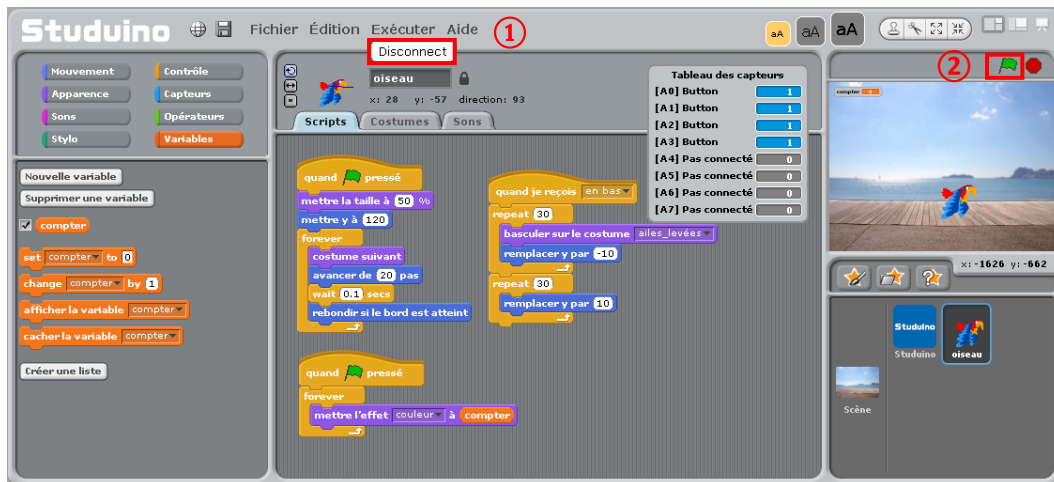 Studuino
Fichier Édition Exécuter Aide
①
aA aA aA
Disconnect
②
Mouvement Contrôle
Apparence Capteurs
Sons Opérateurs
Stylo Variables
oiseau
x: 28 y: -57 direction: 93
Scripts Costumes Sons
Tableau des capteurs
[A0] Button 1
[A1] Button 1
[A2] Button 1
[A3] Button 1
[A4] Pas connecté 0
[A5] Pas connecté 0
[A6] Pas connecté 0
[A7] Pas connecté 0
Nouvelle variable
Supprimer une variable
compter
set compter to 0
change compter by 1
afficher la variable compter
cacher la variable compter
Créer une liste
quand pressé
mettre la taille à 50 %
mettre y à 120
forever
costume suivant
avancer de 20 pas
wait 0.1 secs
rebondir si le bord est atteint
quand pressé
forever
mettre l'effet couleur à compter
quand je reçois en bas
repeat 30
basculer sur le costume ailes_levées
remplacer y par -10
repeat 30
remplacer y par 10
compter 0
x: -1626 y: -662
Studuino
Studuino oiseau
Scène